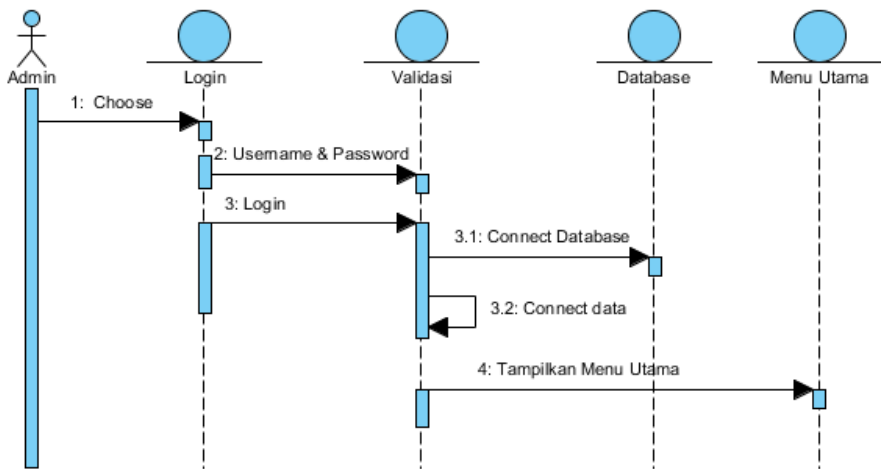 Admin
Login
Validasi
Database
Menu Utama
1: Choose
2: Username & Password
3: Login
3.1: Connect Database
3.2: Connect data
4: Tampilkan Menu Utama